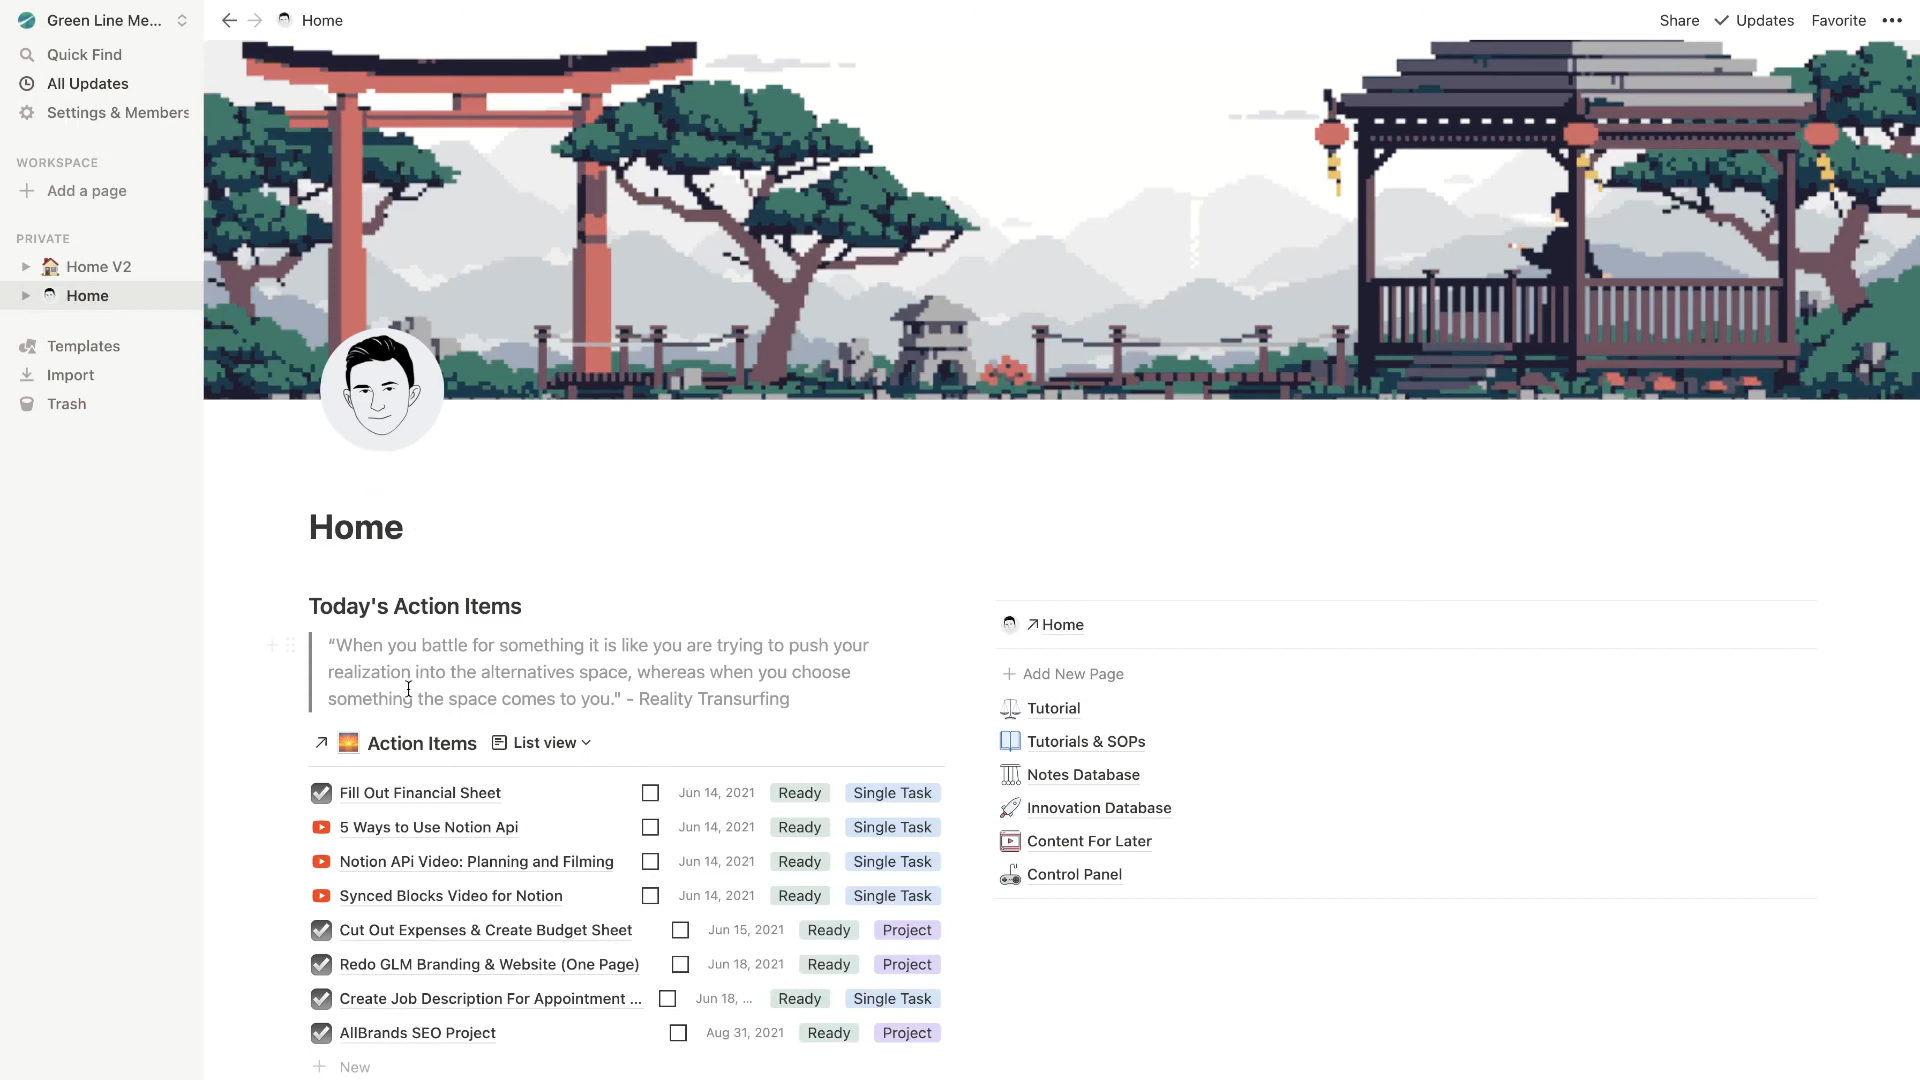 Green Line Me...
Home
Share
Updates
Favorite
Quick Find
All Updates
Settings & Members
WORKSPACE
Add a page
PRIVATE
Home V2
Home
Templates
Import
Trash
Home
Today's Action Items
“When you battle for something it is like you are trying to push your
realization into the alternatives space, whereas when you choose
something the space comes to you." - Reality Transurfing
Action Items List view
Fill Out Financial Sheet Jun 14, 2021 Ready Single Task
5 Ways to Use Notion Api Jun 14, 2021 Ready Single Task
Notion APi Video: Planning and Filming Jun 14, 2021 Ready Single Task
Synced Blocks Video for Notion Jun 14, 2021 Ready Single Task
Cut Out Expenses & Create Budget Sheet Jun 15, 2021 Ready Project
Redo GLM Branding & Website (One Page) Jun 18, 2021 Ready Project
Create Job Description For Appointment ... Jun 18, ... Ready Single Task
AllBrands SEO Project Aug 31, 2021 Ready Project
New
Home
Add New Page
Tutorial
Tutorials & SOPs
Notes Database
Innovation Database
Content For Later
Control Panel